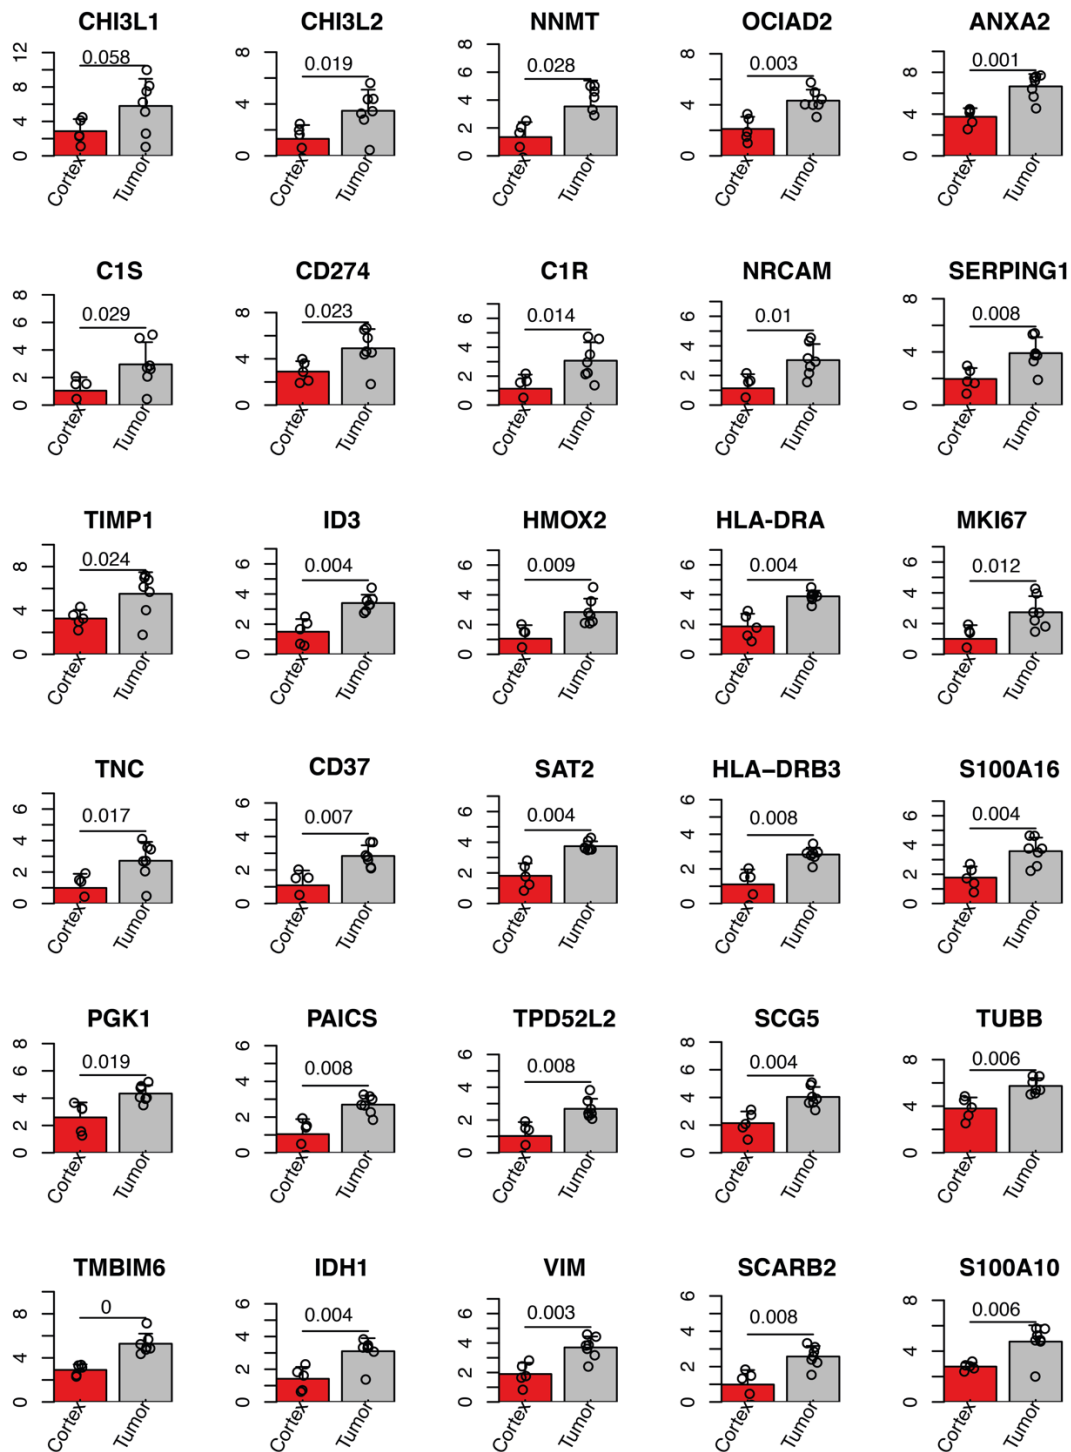 CHI3L1
0.058
0 4 8 12
Cortex
Tumor
CHI3L2
0.019
0 4 8
Cortex
Tumor
NNMT
0.028
0 2 4 6 8
Cortex
Tumor
OCIAD2
0.003
0 4 8
Cortex
Tumor
ANXA2
0.001
0 4 8
Cortex
Tumor
C1S
0.029
0 2 4 6 8
Cortex
Tumor
CD274
0.023
0 4 8
Cortex
Tumor
C1R
0.014
0 2 4 6
Cortex
Tumor
NRCAM
0.01
0 2 4 6
Cortex
Tumor
SERPING1
0.008
0 4 8
Cortex
Tumor
TIMP1
0.024
0 4 8
Cortex
Tumor
ID3
0.004
0 2 4 6
Cortex
Tumor
HMOX2
0.009
0 2 4 6
Cortex
Tumor
HLA-DRA
0.004
0 2 4 6
Cortex
Tumor
MKI67
0.012
0 2 4 6
Cortex
Tumor
TNC
0.017
0 2 4 6
Cortex
Tumor
CD37
0.007
0 2 4 6
Cortex
Tumor
SAT2
0.004
0 2 4 6
Cortex
Tumor
HLA−DRB3
0.008
0 2 4 6
Cortex
Tumor
S100A16
0.004
0 2 4 6
Cortex
Tumor
PGK1
0.019
0 2 4 6 8
Cortex
Tumor
PAICS
0.008
0 2 4 6
Cortex
Tumor
TPD52L2
0.008
0 2 4 6
Cortex
Tumor
SCG5
0.004
0 2 4 6 8
Cortex
Tumor
TUBB
0.006
0 4 8
Cortex
Tumor
TMBIM6
0
0 4 8
Cortex
Tumor
IDH1
0.004
0 2 4 6
Cortex
Tumor
VIM
0.003
0 2 4 6
Cortex
Tumor
SCARB2
0.008
0 2 4 6
Cortex
Tumor
S100A10
0.006
0 4 8
Cortex
Tumor